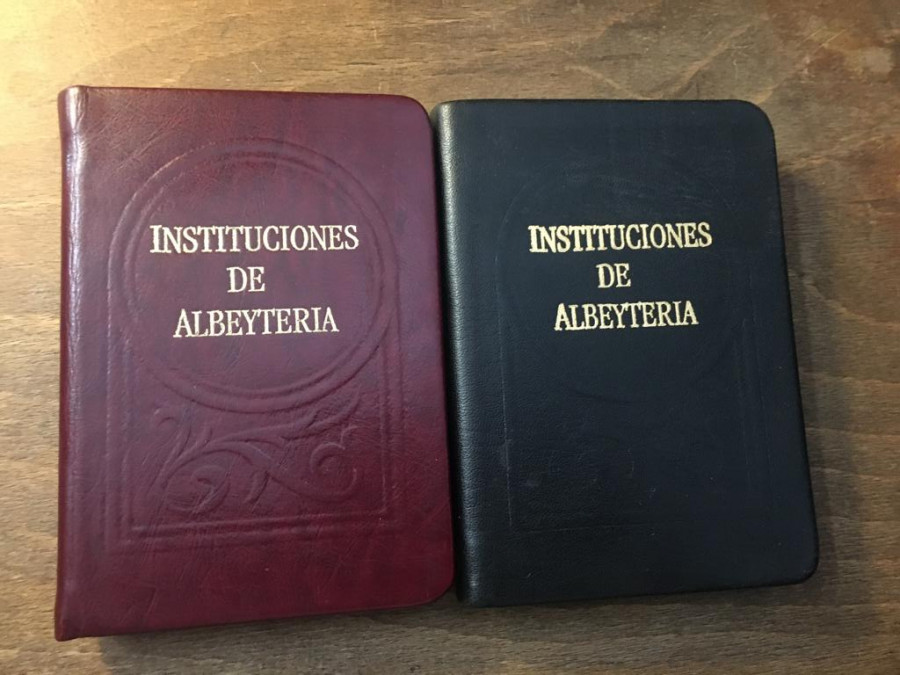 INSTITUCIONES
DE
ALBEYTERIA
INSTITUCIONES
DE
ALBEYTERIA